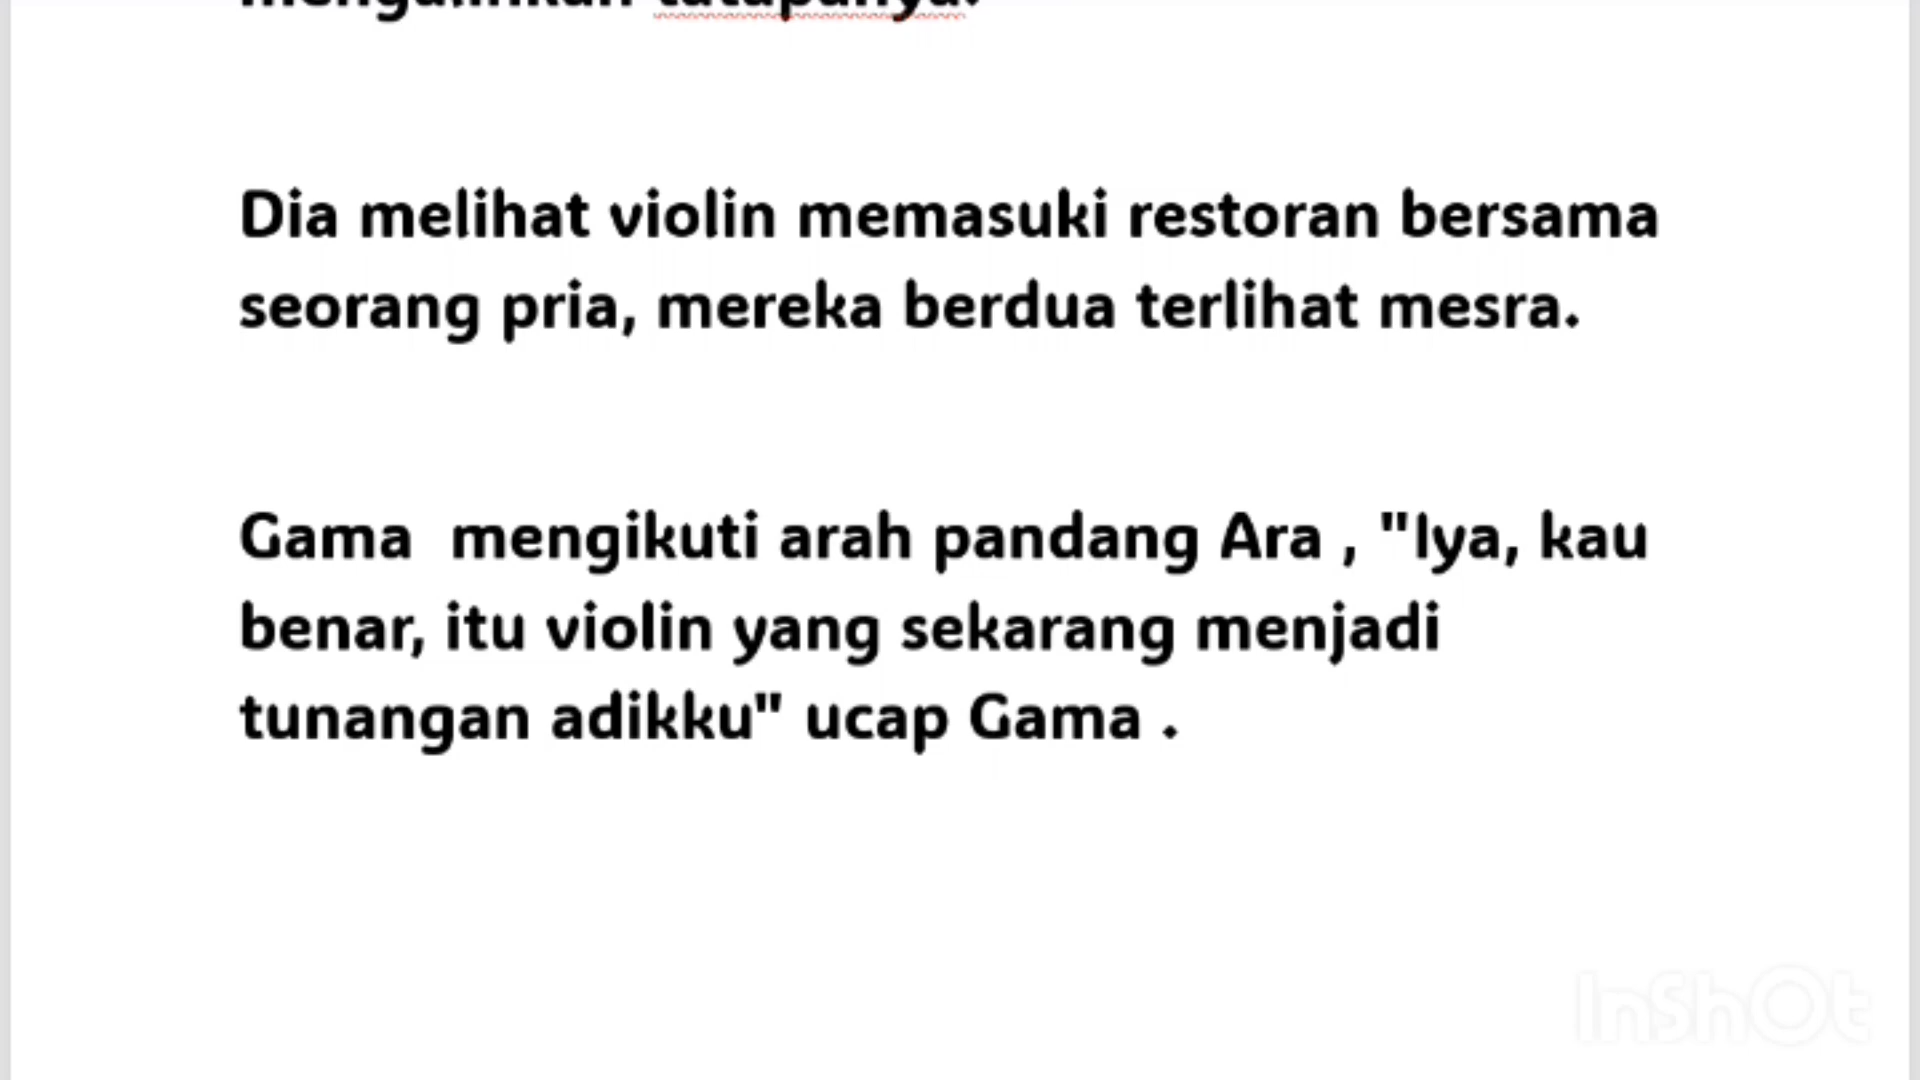 Dia melihat violin memasuki restoran bersama
seorang pria, mereka berdua terlihat mesra.
Gama  mengikuti arah pandang Ara , "Iya, kau
benar, itu violin yang sekarang menjadi
tunangan adikku" ucap Gama .
InShOt